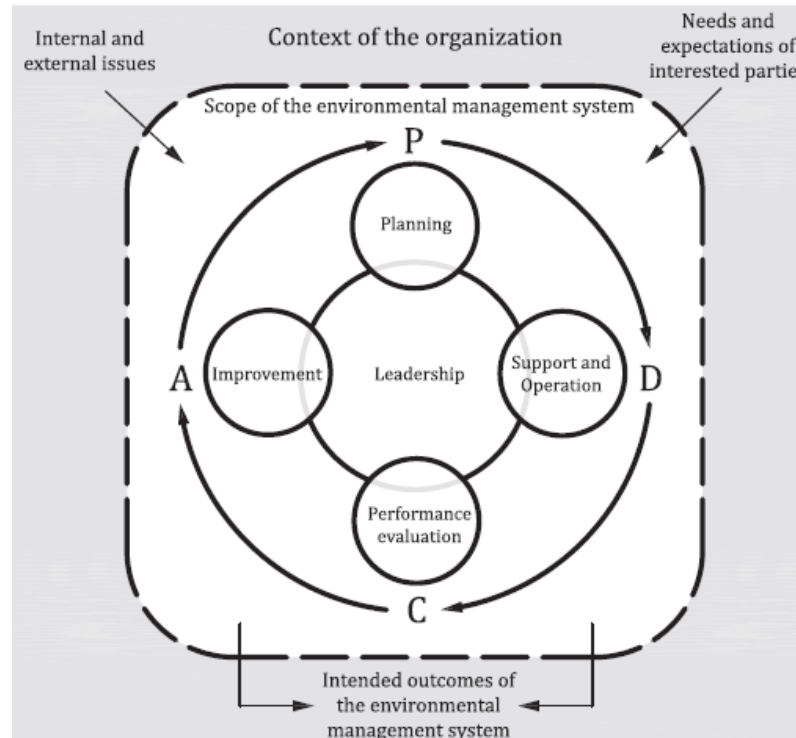 Internal and
external issues
Context of the organization
Needs and
expectations of
interested partie
Scope of the environmental management system
P
Planning
A
Improvement
Leadership
Support and
Operation
D
Performance
evaluation
C
Intended outcomes of
the environmental
management system